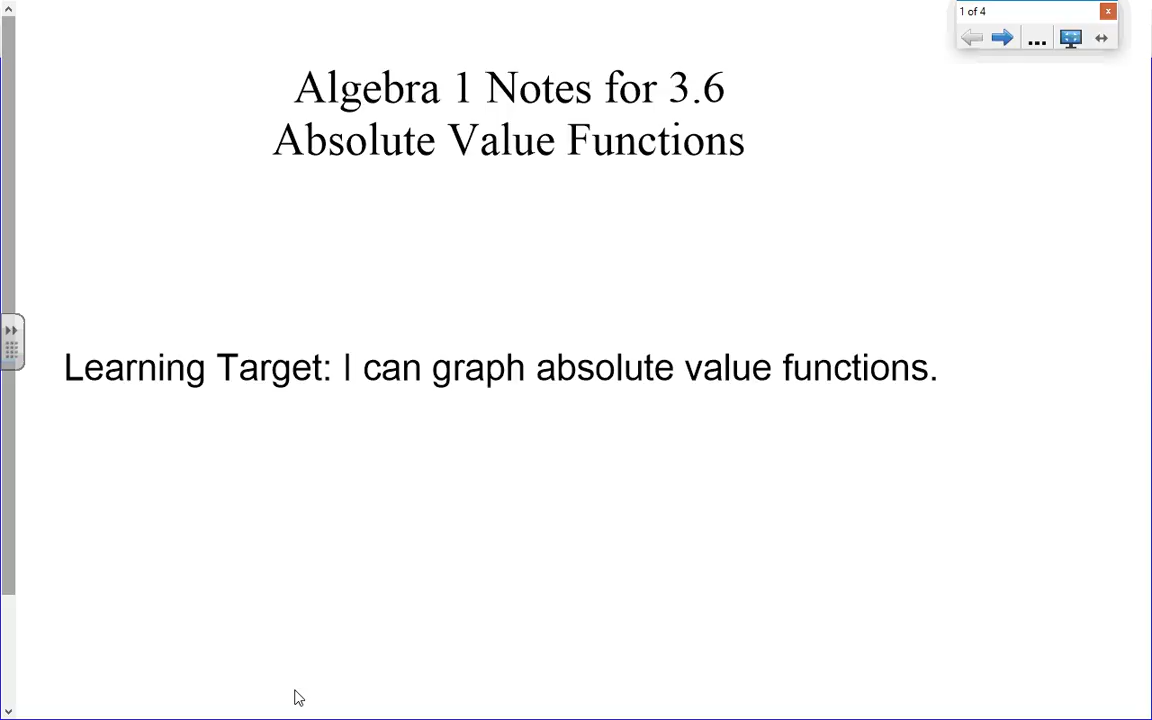 1 of 4
Algebra 1 Notes for 3.6
Absolute Value Functions
Learning Target: I can graph absolute value functions.